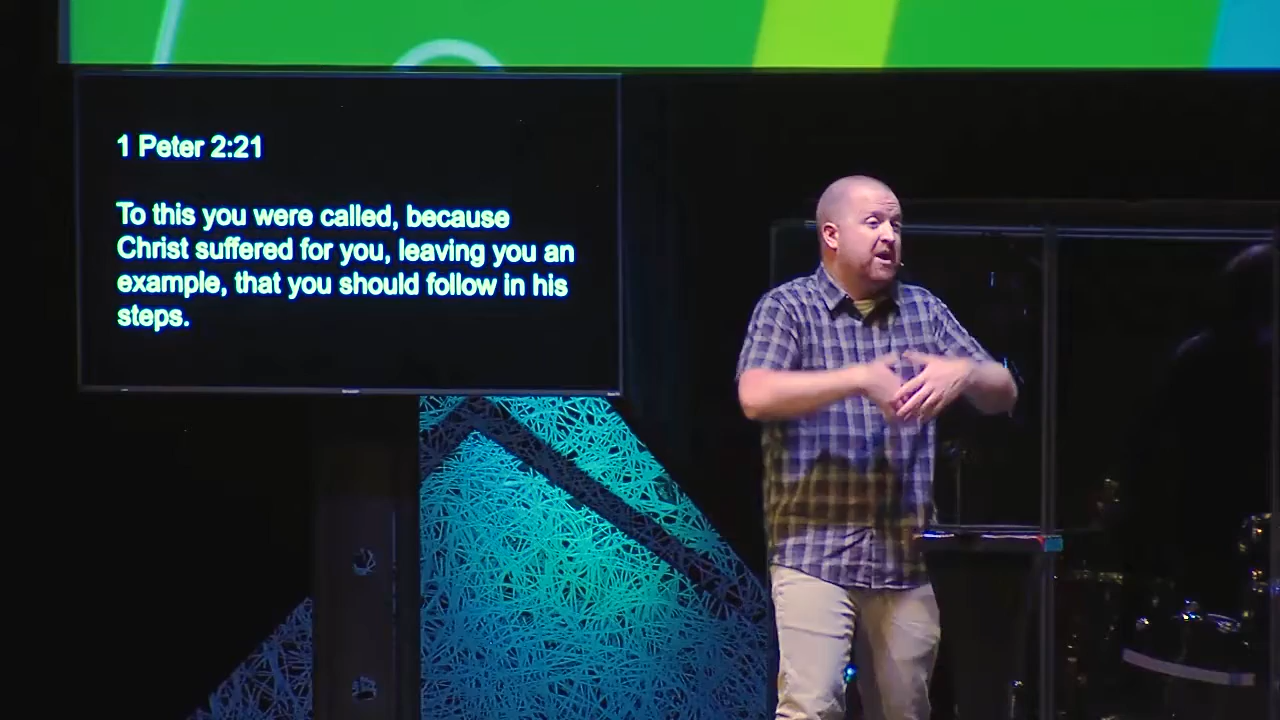 1 Peter 2:21
To this you were called, because
Christ suffered for you, leaving you an
example, that you should follow in his
steps.